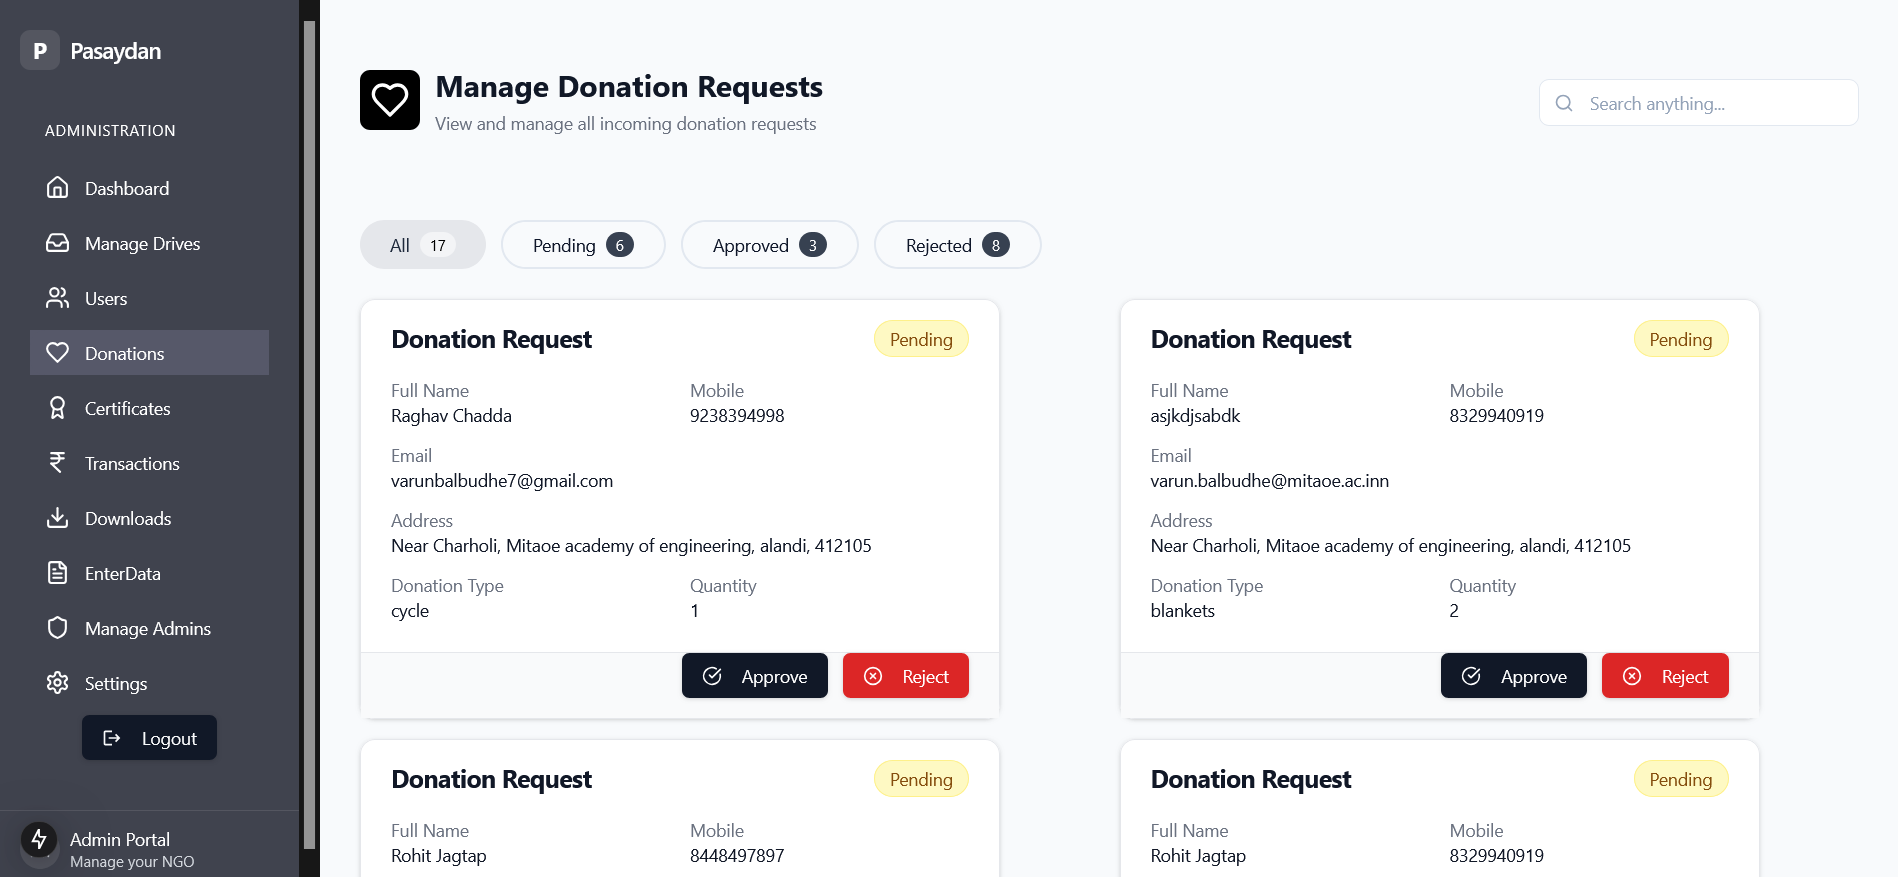 P Pasaydan
ADMINISTRATION
Dashboard
Manage Drives
Users
Donations
Certificates
Transactions
Downloads
EnterData
Manage Admins
Settings
Logout
Admin Portal
Manage your NGO
Manage Donation Requests
View and manage all incoming donation requests
Search anything...
All 17 Pending 6 Approved 3 Rejected 8
Donation Request Pending
Full Name Mobile
Raghav Chadda 9238394998
Email
varunbalbudhe7@gmail.com
Address
Near Charholi, Mitaoe academy of engineering, alandi, 412105
Donation Type Quantity
cycle 1
Approve Reject
Donation Request Pending
Full Name Mobile
asjkdjsabdk 8329940919
Email
varun.balbudhe@mitaoe.ac.inn
Address
Near Charholi, Mitaoe academy of engineering, alandi, 412105
Donation Type Quantity
blankets 2
Approve Reject
Donation Request Pending
Full Name Mobile
Rohit Jagtap 8448497897
Donation Request Pending
Full Name Mobile
Rohit Jagtap 8329940919